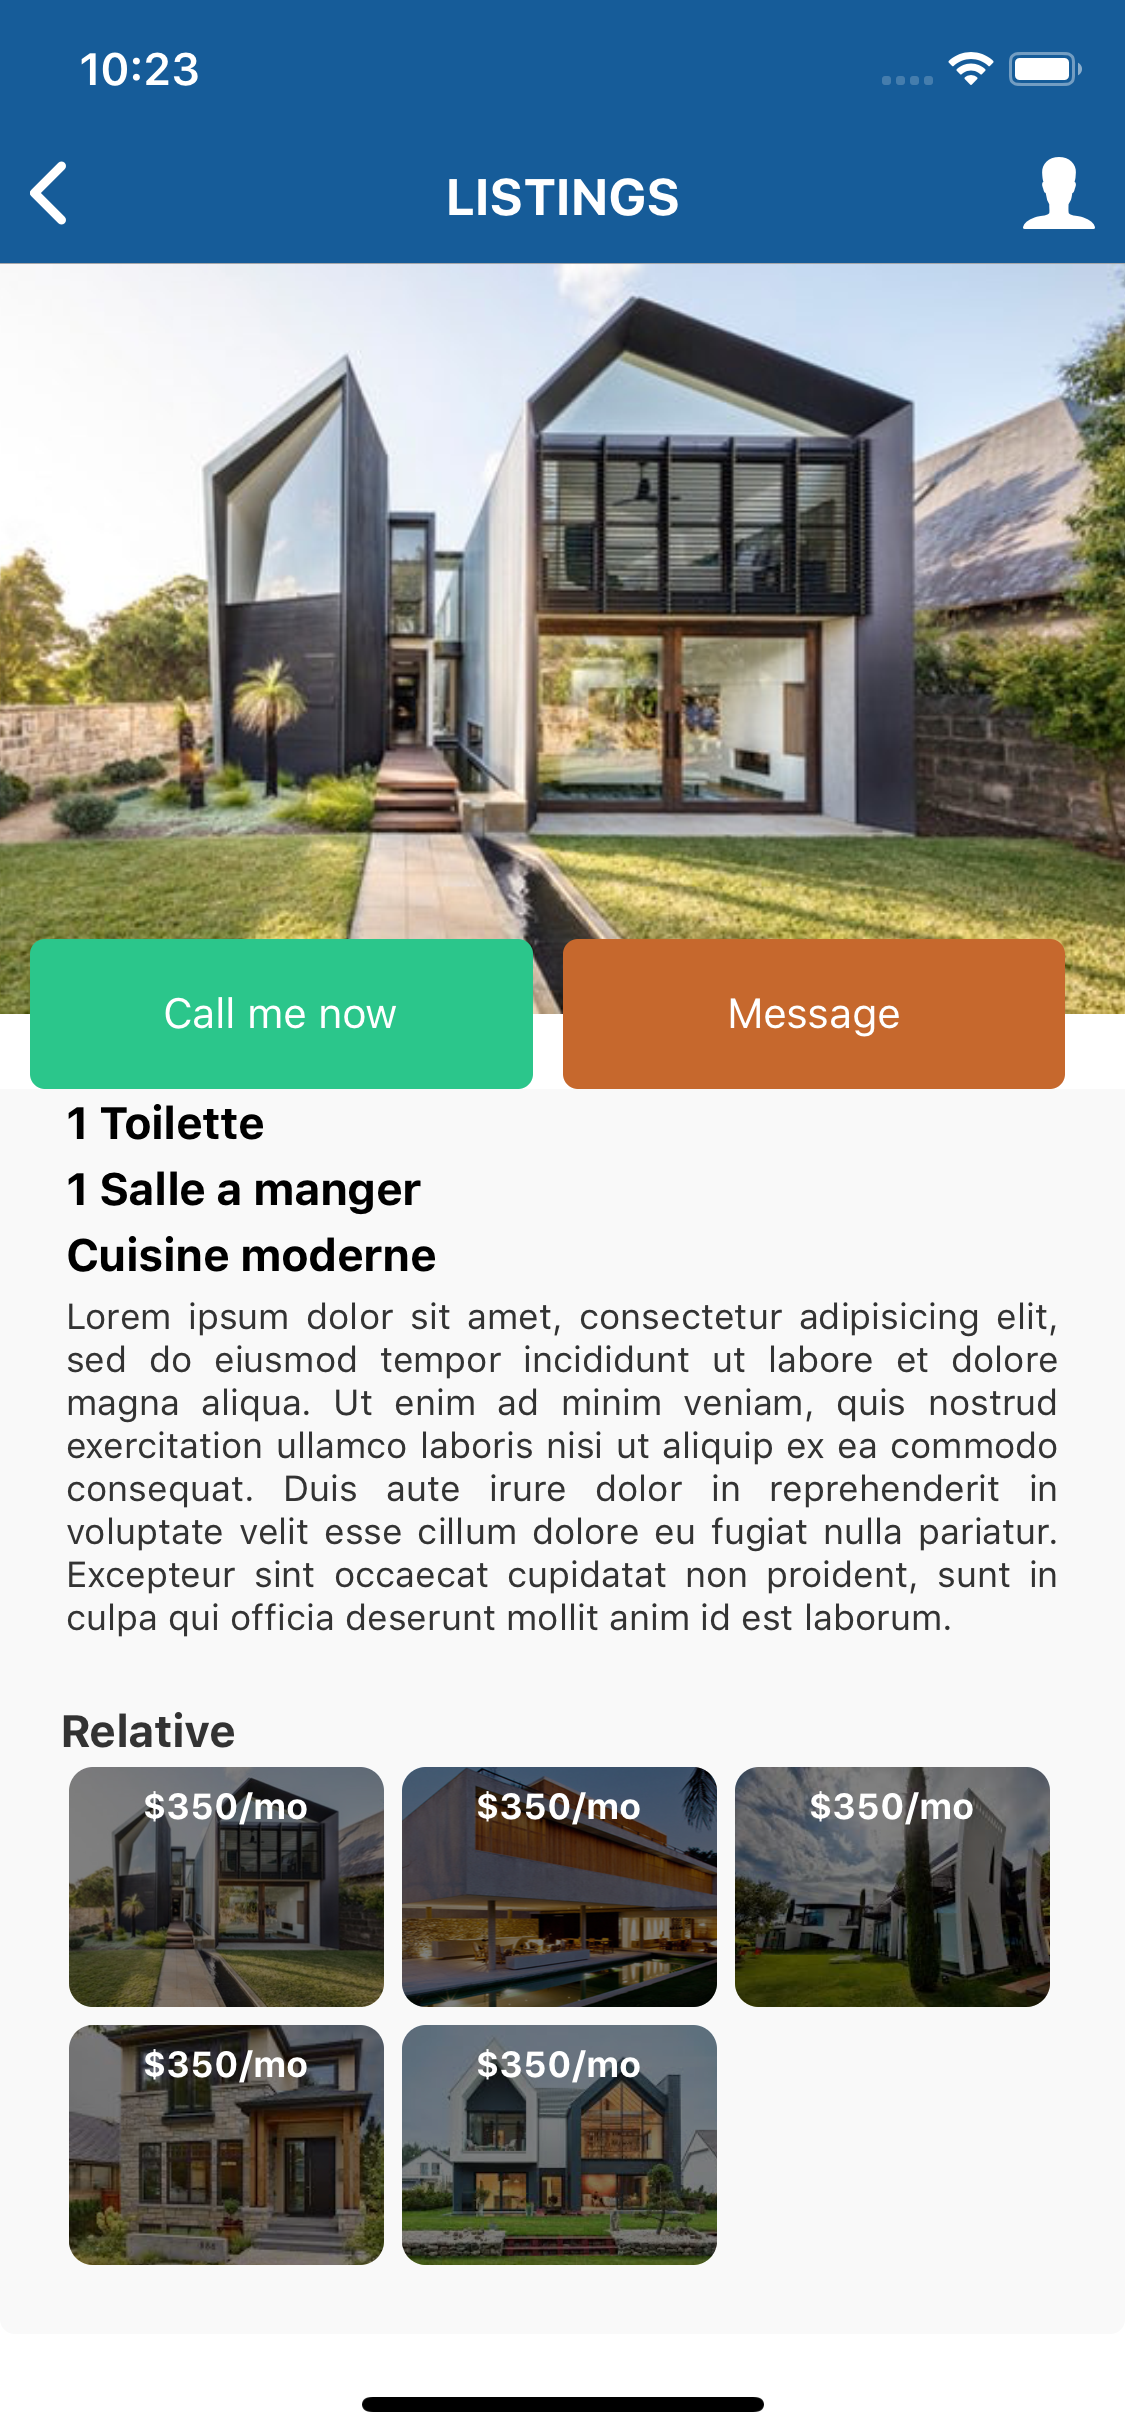 10:23
LISTINGS
Call me now
Message
1 Toilette
1 Salle a manger
Cuisine moderne
Lorem ipsum dolor sit amet, consectetur adipisicing elit,
sed do eiusmod tempor incididunt ut labore et dolore
magna aliqua. Ut enim ad minim veniam, quis nostrud
exercitation ullamco laboris nisi ut aliquip ex ea commodo
consequat. Duis aute irure dolor in reprehenderit in
voluptate velit esse cillum dolore eu fugiat nulla pariatur.
Excepteur sint occaecat cupidatat non proident, sunt in
culpa qui officia deserunt mollit anim id est laborum.
Relative
$350/mo
$350/mo
$350/mo
$350/mo
$350/mo